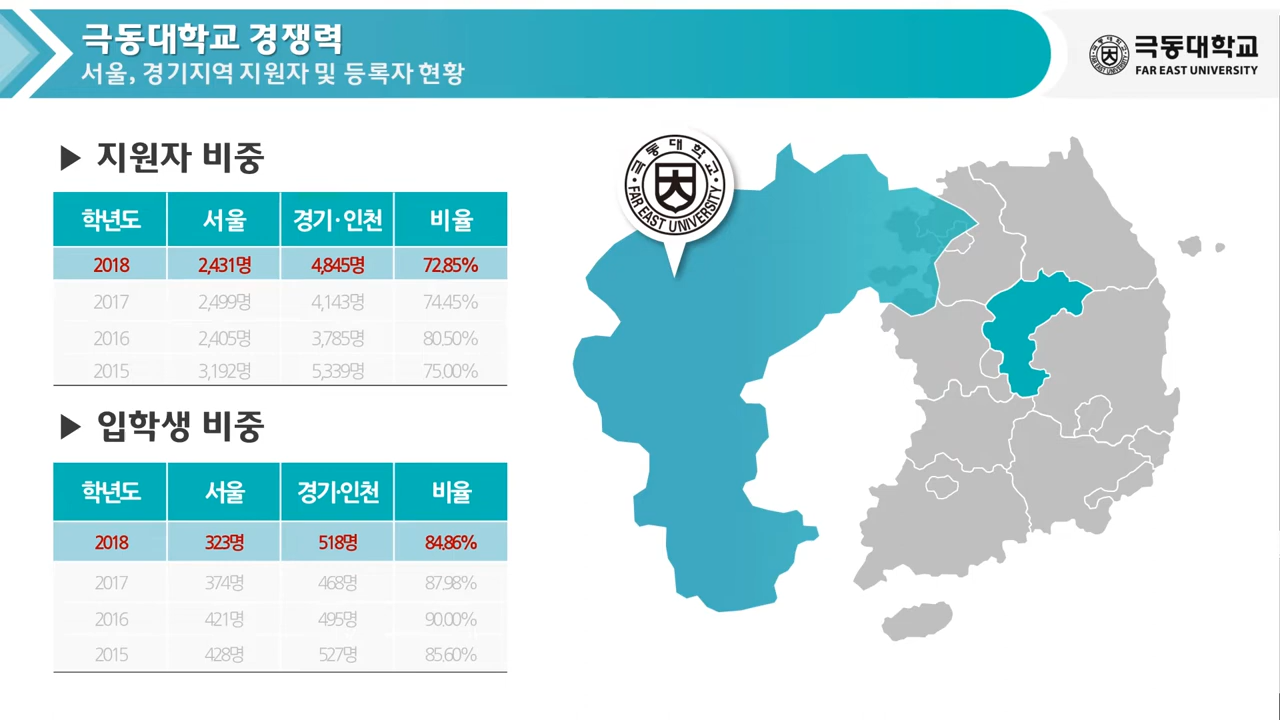 극동대학교 경쟁력
서울, 경기지역 지원자 및 등록자 현황
극동대학교
FAR EAST UNIVERSITY
▶ 지원자 비중
학년도 서울 경기·인천 비율
2018 2,431명 4,845명 72.85%
2017 2,499명 4,143명 74.45%
2016 2,405명 3,785명 80.50%
2015 3,192명 5,339명 75.00%
▶ 입학생 비중
학년도 서울 경기·인천 비율
2018 323명 518명 84.86%
2017 374명 468명 87.98%
2016 421명 495명 90.00%
2015 428명 527명 85.60%
극동대학교
FAR EAST UNIVERSITY
大